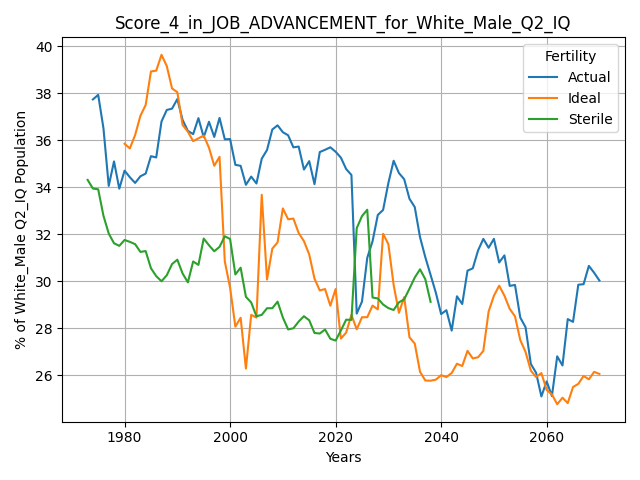 Score_4_in_JOB_ADVANCEMENT_for_White_Male_Q2_IQ
% of White_Male Q2_IQ Population
40
38
36
34
32
30
28
26
Fertility
Actual
Ideal
Sterile
1980
2000
2020
2040
2060
Years